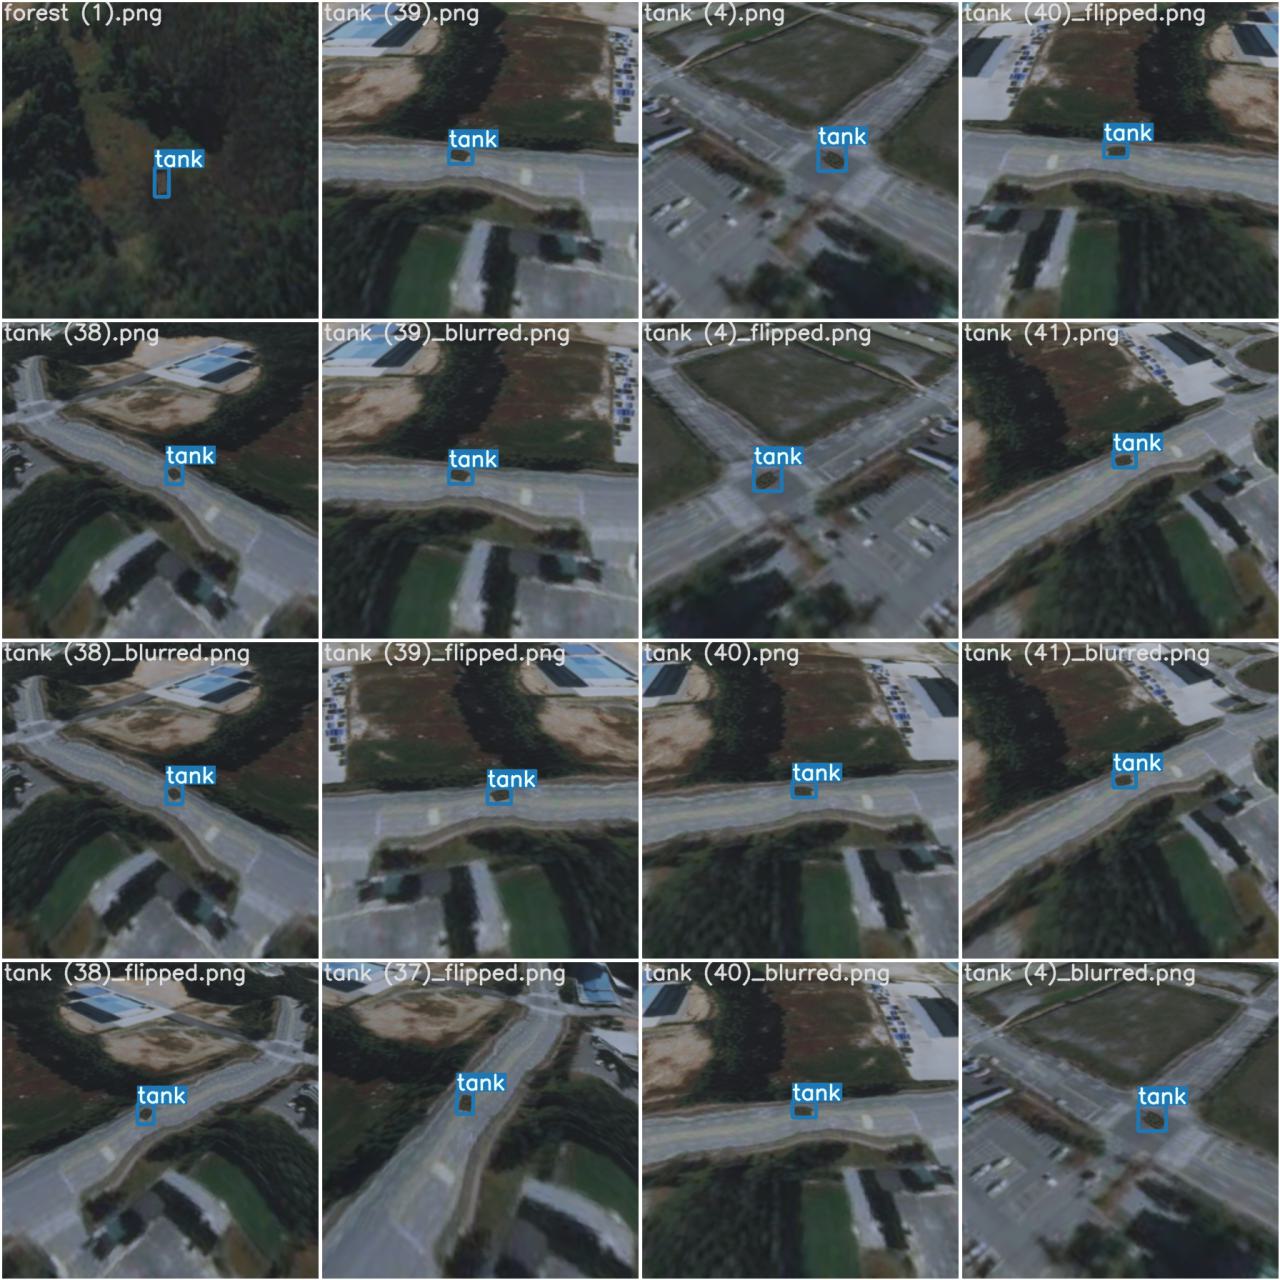 forest (1).png
tank
tank (39).png
tank
tank (4).png
tank
tank (40)_flipped.png
tank
tank (38).png
tank
tank (39)_blurred.png
tank
tank (4)_flipped.png
tank
tank (41).png
tank
tank (38)_blurred.png
tank
tank (39)_flipped.png
tank
tank (40).png
tank
tank (41)_blurred.png
tank
tank (38)_flipped.png
tank
tank (37)_flipped.png
tank
tank (40)_blurred.png
tank
tank (4)_blurred.png
tank